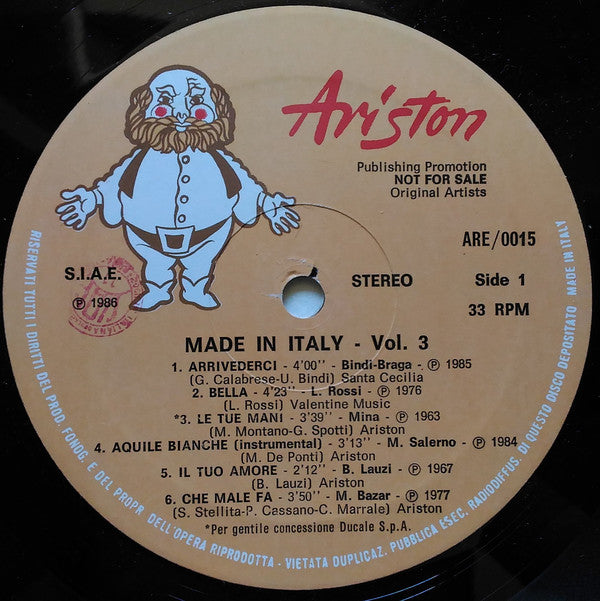 Ariston
Publishing Promotion
NOT FOR SALE
Original Artists
ARE/0015
S.I.A.E.
℗ 1986
STEREO
Side 1
33 RPM
MADE IN ITALY - Vol. 3
1. ARRIVEDERCI - 4'00" - Bindi-Braga - ℗ 1985
(G. Calabrese-U. Bindi) Santa Cecilia
2. BELLA - 4'23" - L. Rossi - ℗ 1976
(L. Rossi) Valentine Music
*3. LE TUE MANI - 3'39" - Mina - ℗ 1963
(M. Montano-G. Spotti) Ariston
4. AQUILE BIANCHE (instrumental) - 3'13" - M. Salerno - ℗ 1984
(M. De Ponti) Ariston
5. IL TUO AMORE - 2'12" - B. Lauzi - ℗ 1967
(B. Lauzi) Ariston
6. CHE MALE FA - 3'50" - M. Bazar - ℗ 1977
(S. Stellita-P. Cassano-C. Marrale) Ariston
*Per gentile concessione Ducale S.p.A.
RISERVATI TUTTI I DIRITTI DEL PROD. FONOG. E DEL PROPR. DELL'OPERA RIPRODOTTA - VIETATA DUPLICAZ. PUBBLICA ESEC. RADIODIFFUS. DI QUESTO DISCO DEPOSITATO MADE IN ITALY